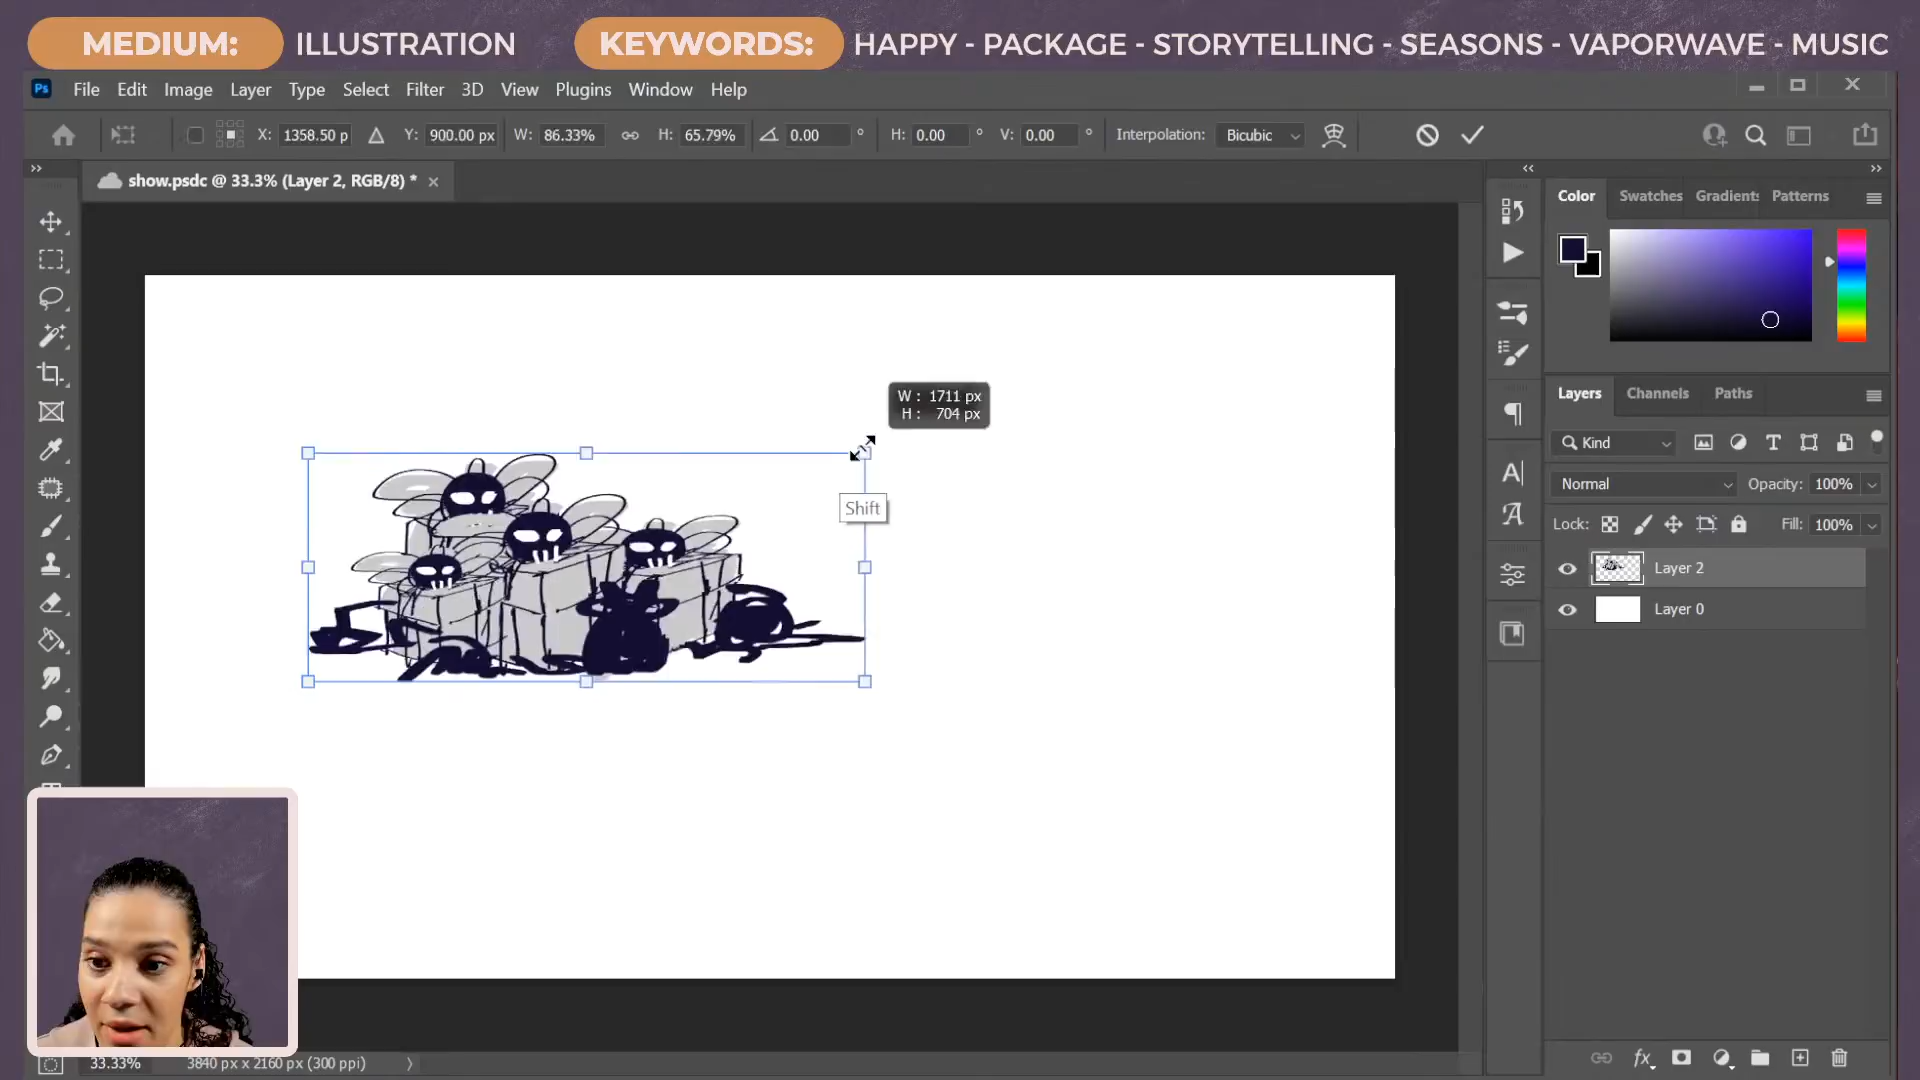 MEDIUM: ILLUSTRATION KEYWORDS: HAPPY - PACKAGE - STORYTELLING - SEASONS - VAPORWAVE - MUSIC
Ps File Edit Image Layer Type Select Filter 3D View Plugins Window Help
X: 1358.50 p Y: 900.00 px W: 86.33% H: 65.79% 0.00 ° H: 0.00 ° V: 0.00 ° Interpolation: Bicubic
show.psdc @ 33.3% (Layer 2, RGB/8) *
Color Swatches Gradients Patterns
W : 1711 px
H : 704 px
Shift
Layers Channels Paths
Kind
Normal Opacity: 100%
Lock: Fill: 100%
Layer 2
Layer 0
33.33% 3840 px x 2160 px (300 ppi)
fx